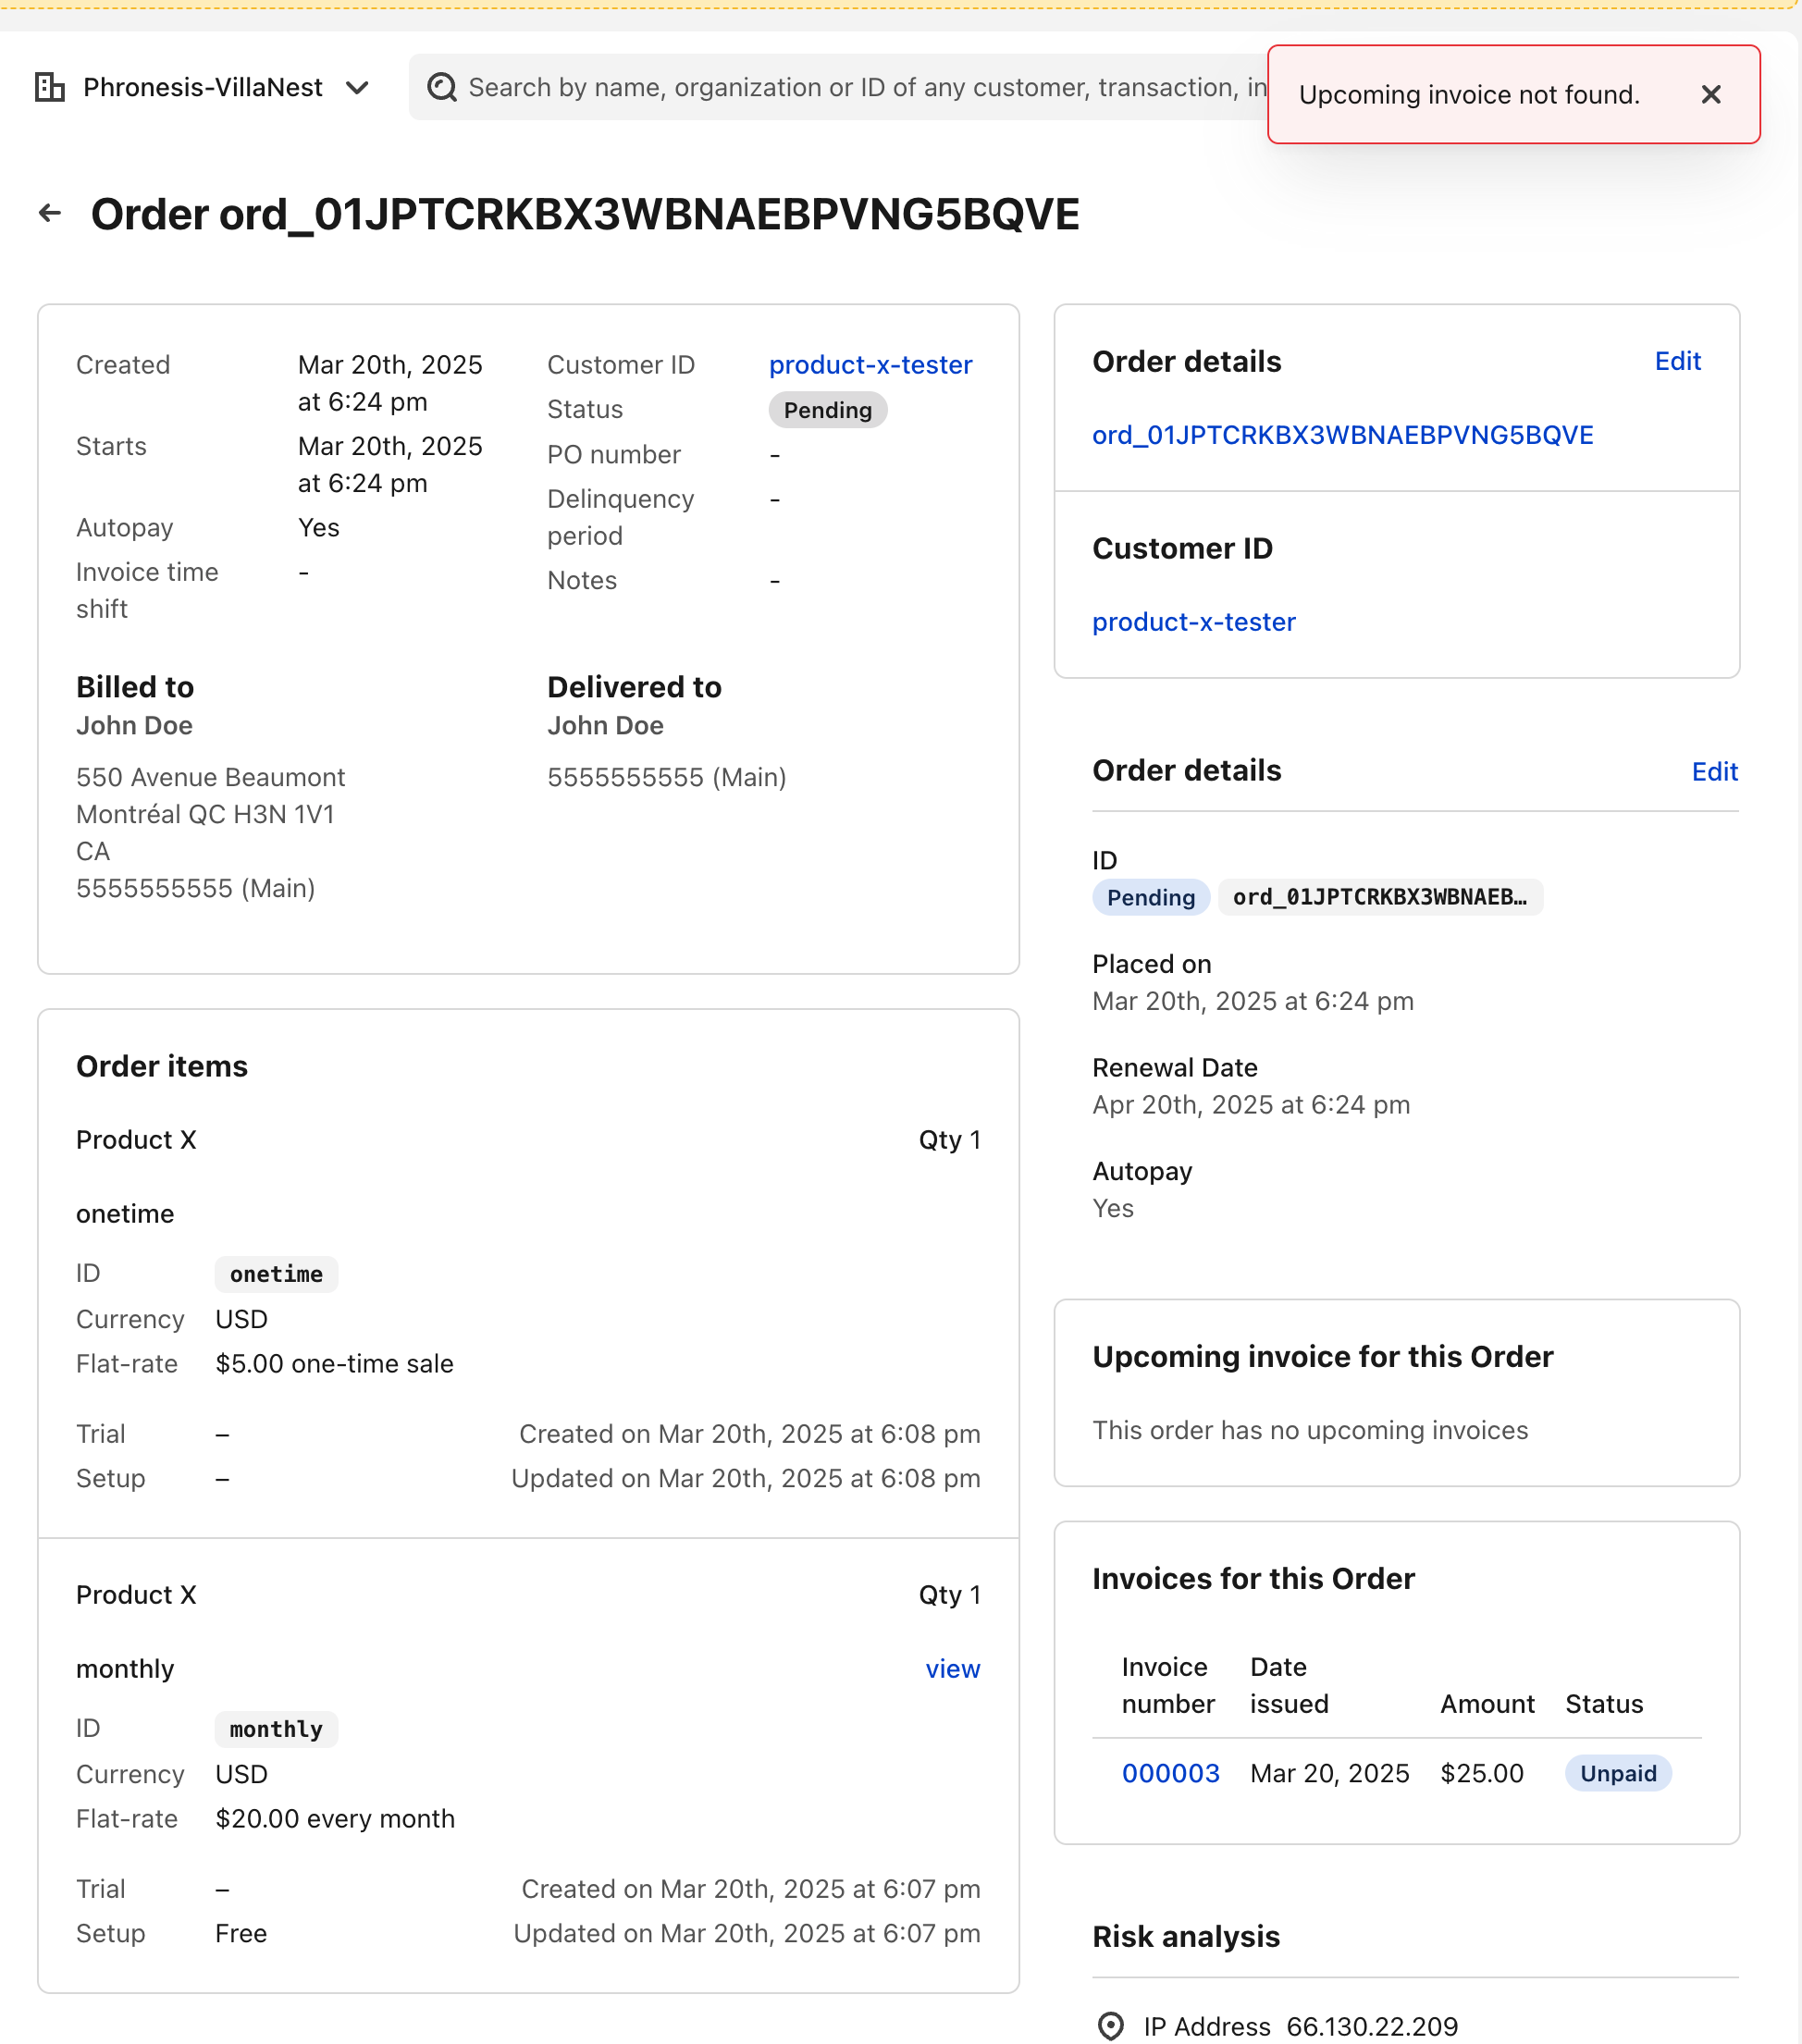 Phronesis-VillaNest
Search by name, organization or ID of any customer, transaction, in
Upcoming invoice not found.
Order ord_01JPTCRKBX3WBNAEBPVNG5BQVE
Created
Mar 20th, 2025
at 6:24 pm
Starts
Mar 20th, 2025
at 6:24 pm
Autopay
Yes
Invoice time
shift
-
Customer ID
product-x-tester
Status
Pending
PO number
-
Delinquency
period
-
Notes
-
Billed to
John Doe
550 Avenue Beaumont
Montréal QC H3N 1V1
CA
5555555555 (Main)
Delivered to
John Doe
5555555555 (Main)
Order items
Product X
Qty 1
onetime
ID
onetime
Currency
USD
Flat-rate
$5.00 one-time sale
Trial
–
Created on Mar 20th, 2025 at 6:08 pm
Setup
–
Updated on Mar 20th, 2025 at 6:08 pm
Product X
Qty 1
monthly
view
ID
monthly
Currency
USD
Flat-rate
$20.00 every month
Trial
–
Created on Mar 20th, 2025 at 6:07 pm
Setup
Free
Updated on Mar 20th, 2025 at 6:07 pm
Order details
Edit
ord_01JPTCRKBX3WBNAEBPVNG5BQVE
Customer ID
product-x-tester
Order details
Edit
ID
Pending
ord_01JPTCRKBX3WBNAEB…
Placed on
Mar 20th, 2025 at 6:24 pm
Renewal Date
Apr 20th, 2025 at 6:24 pm
Autopay
Yes
Upcoming invoice for this Order
This order has no upcoming invoices
Invoices for this Order
Invoice
number
Date
issued
Amount
Status
000003
Mar 20, 2025
$25.00
Unpaid
Risk analysis
IP Address 66.130.22.209